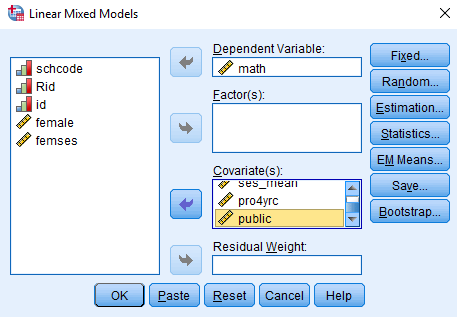 Linear Mixed Models
schcode
Rid
id
female
femses
Dependent Variable:
math
Factor(s):
Covariate(s):
ses_mean
pro4yrc
public
Residual Weight:
Fixed...
Random...
Estimation...
Statistics...
EM Means...
Save...
Bootstrap...
OK Paste Reset Cancel Help